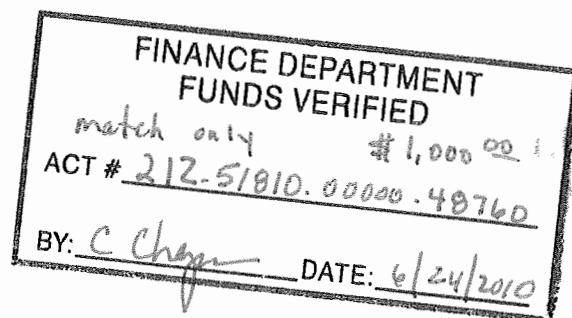 FINANCE DEPARTMENT
FUNDS VERIFIED
match only $1,000 00
ACT # 212.51810.00000.48760
BY: C DATE: 6/24/2010